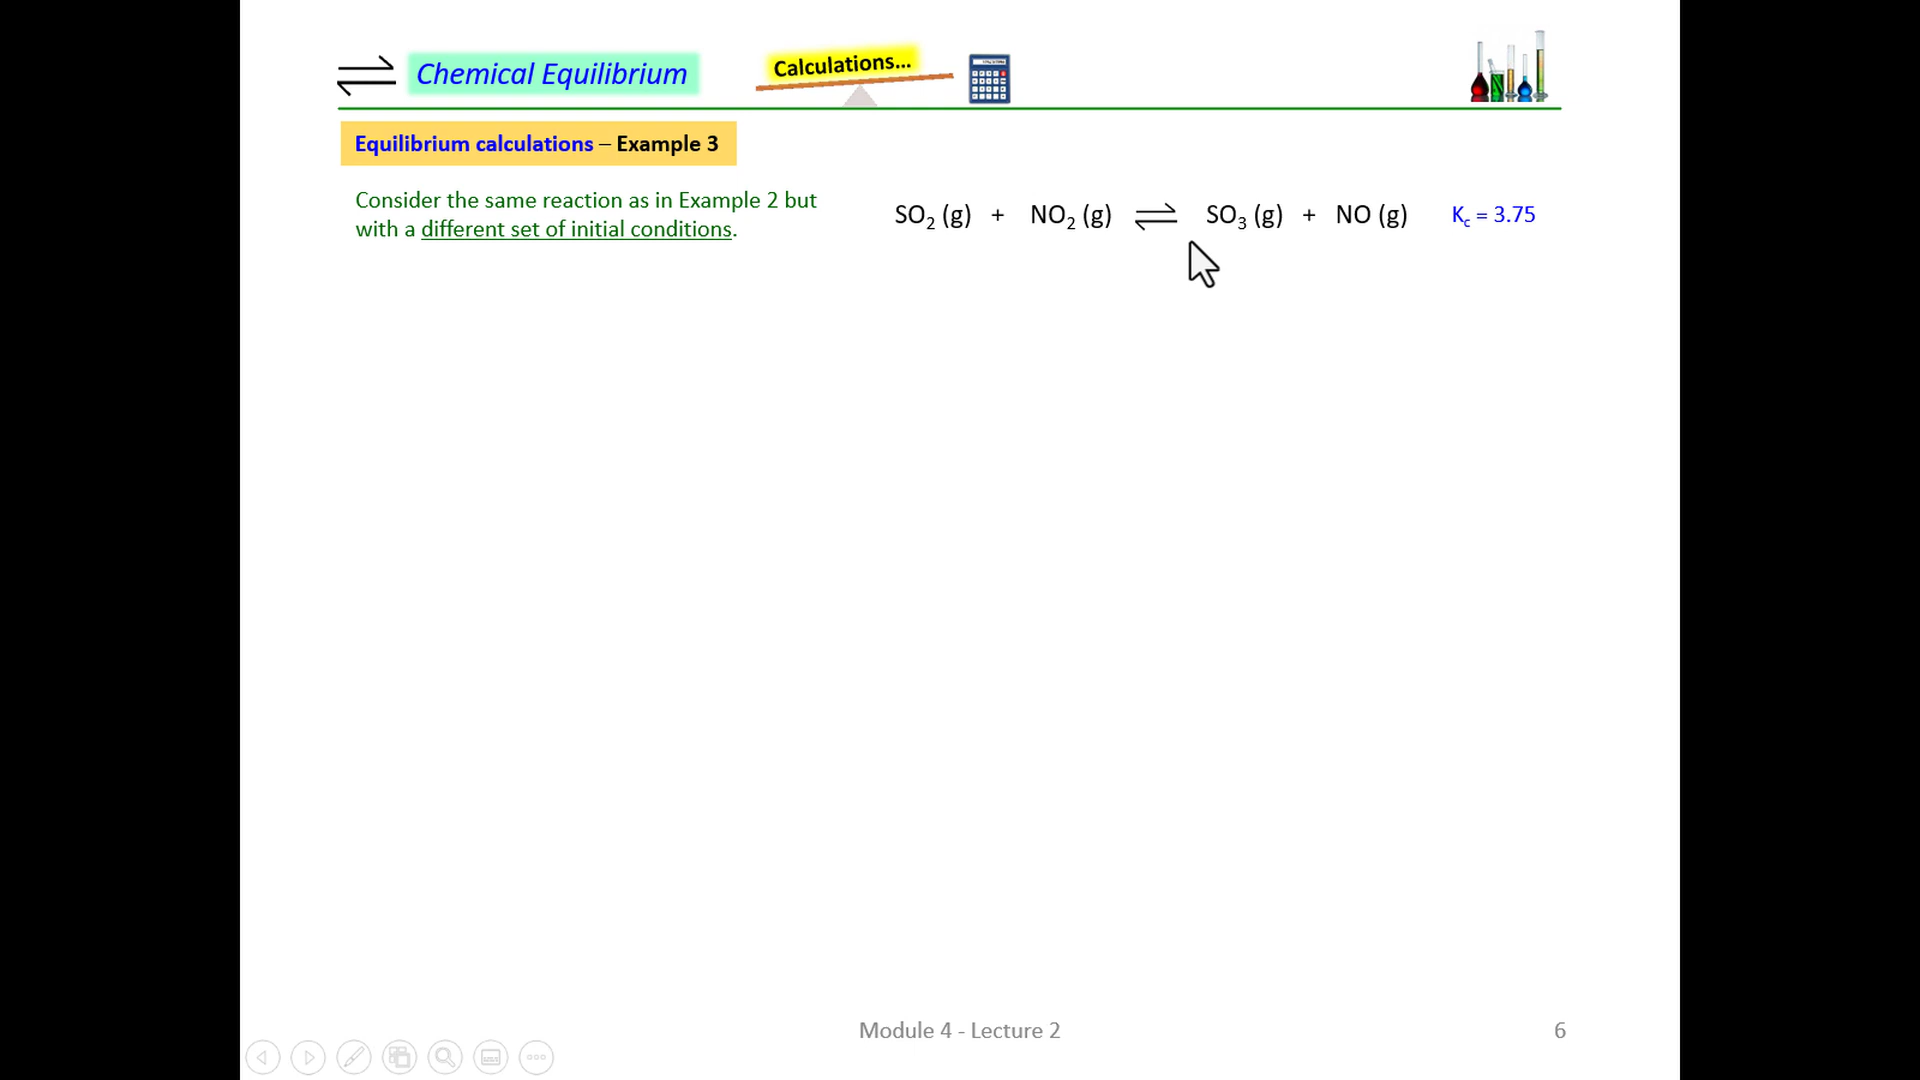 Chemical Equilibrium
Calculations...
Equilibrium calculations – Example 3
Consider the same reaction as in Example 2 but
with a different set of initial conditions.
SO₂ (g) + NO₂ (g) ⇌ SO₃ (g) + NO (g) K꜀ = 3.75
Module 4 - Lecture 2
6